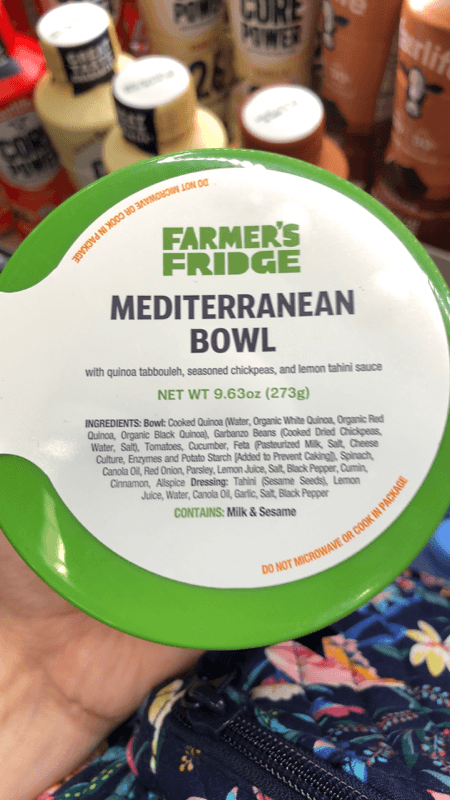 CORE
POWER
26
CORE
POWER
CORE
POWER
DO NOT MICROWAVE OR COOK IN PACKAGE
FARMER'S
FRIDGE
MEDITERRANEAN
BOWL
with quinoa tabbouleh, seasoned chickpeas, and lemon tahini sauce
NET WT 9.63oz (273g)
INGREDIENTS: Bowl: Cooked Quinoa (Water, Organic White Quinoa, Organic Red
Quinoa, Organic Black Quinoa), Garbanzo Beans (Cooked Dried Chickpeas,
Water, Salt), Tomatoes, Cucumber, Feta (Pasteurized Milk, Salt, Cheese
Culture, Enzymes and Potato Starch [Added to Prevent Caking]), Spinach,
Canola Oil, Red Onion, Parsley, Lemon Juice, Salt, Black Pepper, Cumin,
Cinnamon, Allspice Dressing: Tahini (Sesame Seeds), Lemon
Juice, Water, Canola Oil, Garlic, Salt, Black Pepper
CONTAINS: Milk & Sesame
DO NOT MICROWAVE OR COOK IN PACKAGE